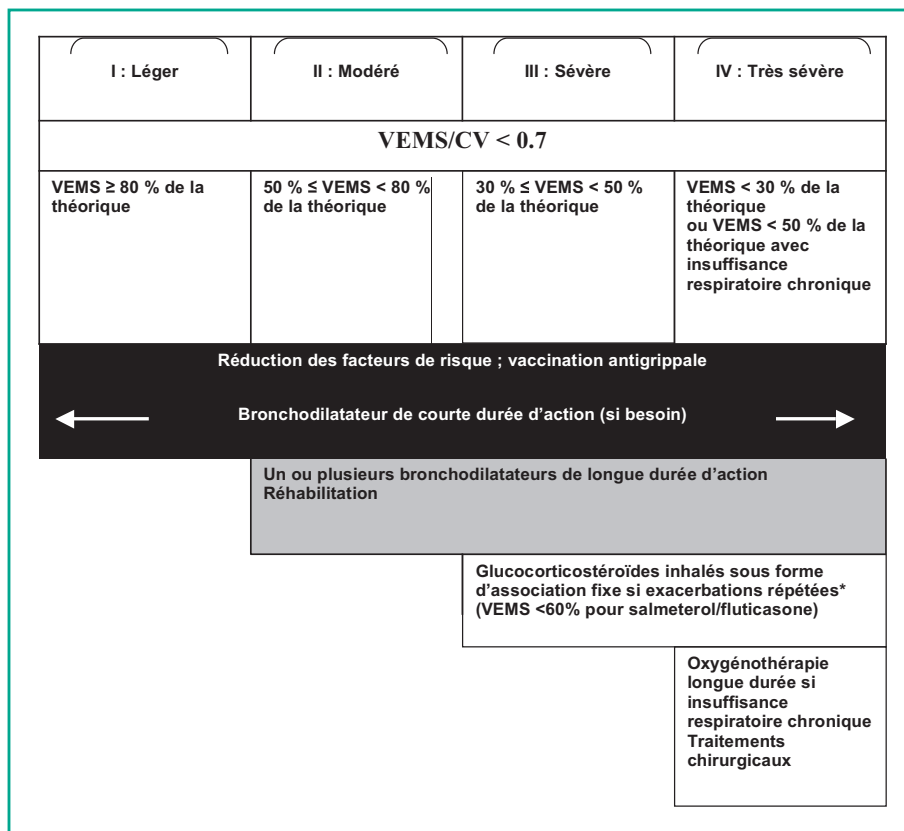 I : Léger
II : Modéré
III : Sévère
IV : Très sévère
VEMS/CV < 0.7
VEMS ≥ 80 % de la
théorique
50 % ≤ VEMS < 80 %
de la théorique
30 % ≤ VEMS < 50 %
de la théorique
VEMS < 30 % de la
théorique
ou VEMS < 50 % de la
théorique avec
insuffisance
respiratoire chronique
Réduction des facteurs de risque ; vaccination antigrippale
Bronchodilatateur de courte durée d’action (si besoin)
Un ou plusieurs bronchodilatateurs de longue durée d’action
Réhabilitation
Glucocorticostéroïdes inhalés sous forme
d’association fixe si exacerbations répétées*
(VEMS <60% pour salmeterol/fluticasone)
Oxygénothérapie
longue durée si
insuffisance
respiratoire chronique
Traitements
chirurgicaux